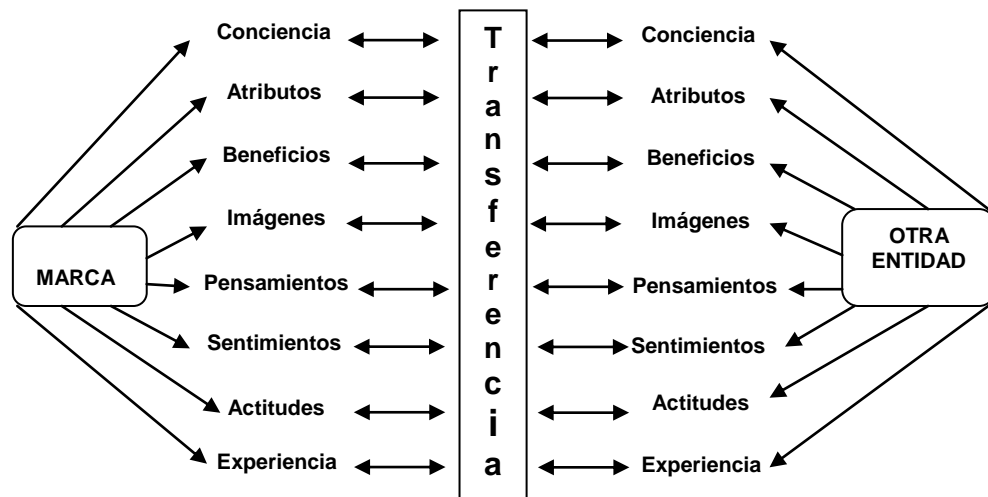 Conciencia
Atributos
Beneficios
Imágenes
Pensamientos
Sentimientos
Actitudes
Experiencia
MARCA
Transferencia
Conciencia
Atributos
Beneficios
Imágenes
Pensamientos
Sentimientos
Actitudes
Experiencia
OTRA
ENTIDAD